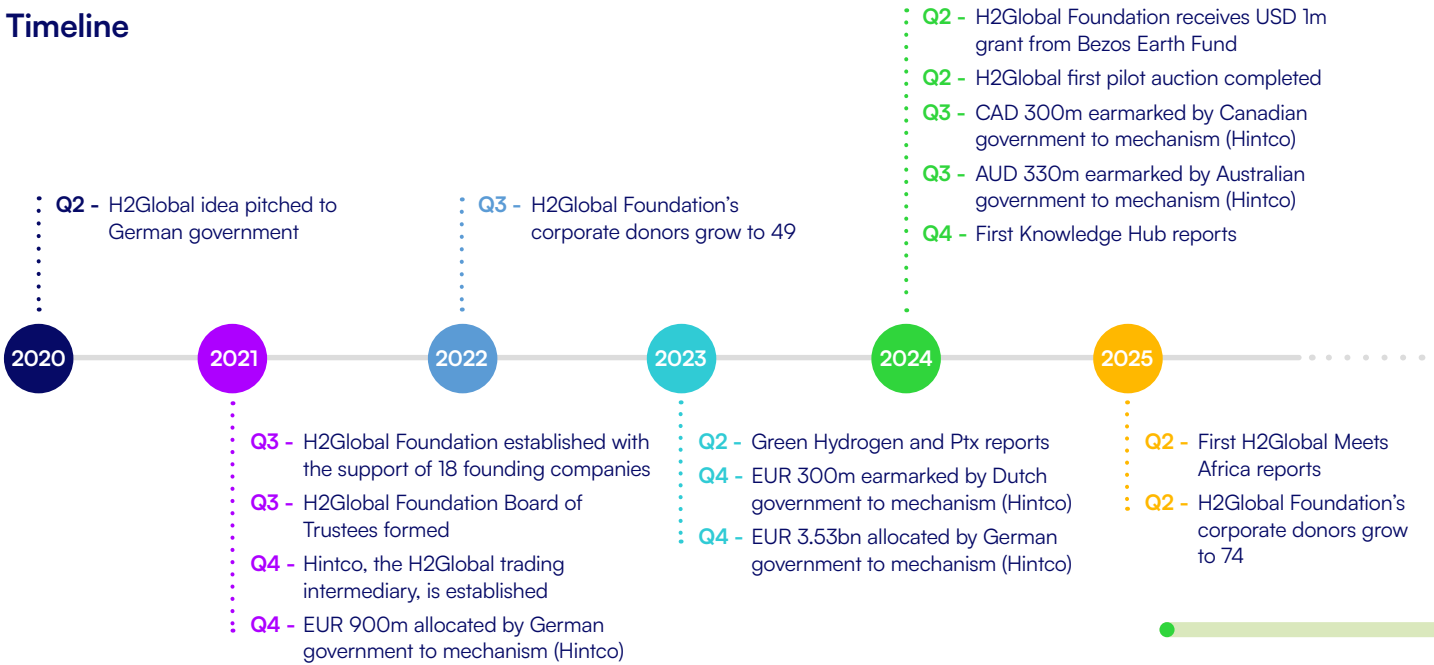 Timeline
2020
Q2 - H2Global idea pitched to
German government
2021
Q3 - H2Global Foundation established with
the support of 18 founding companies
Q3 - H2Global Foundation Board of
Trustees formed
Q4 - Hintco, the H2Global trading
intermediary, is established
Q4 - EUR 900m allocated by German
government to mechanism (Hintco)
2022
Q3 - H2Global Foundation's
corporate donors grow to 49
2023
Q2 - Green Hydrogen and Ptx reports
Q4 - EUR 300m earmarked by Dutch
government to mechanism (Hintco)
Q4 - EUR 3.53bn allocated by German
government to mechanism (Hintco)
2024
Q2 - H2Global Foundation receives USD 1m
grant from Bezos Earth Fund
Q2 - H2Global first pilot auction completed
Q3 - CAD 300m earmarked by Canadian
government to mechanism (Hintco)
Q3 - AUD 330m earmarked by Australian
government to mechanism (Hintco)
Q4 - First Knowledge Hub reports
2025
Q2 - First H2Global Meets
Africa reports
Q2 - H2Global Foundation's
corporate donors grow
to 74